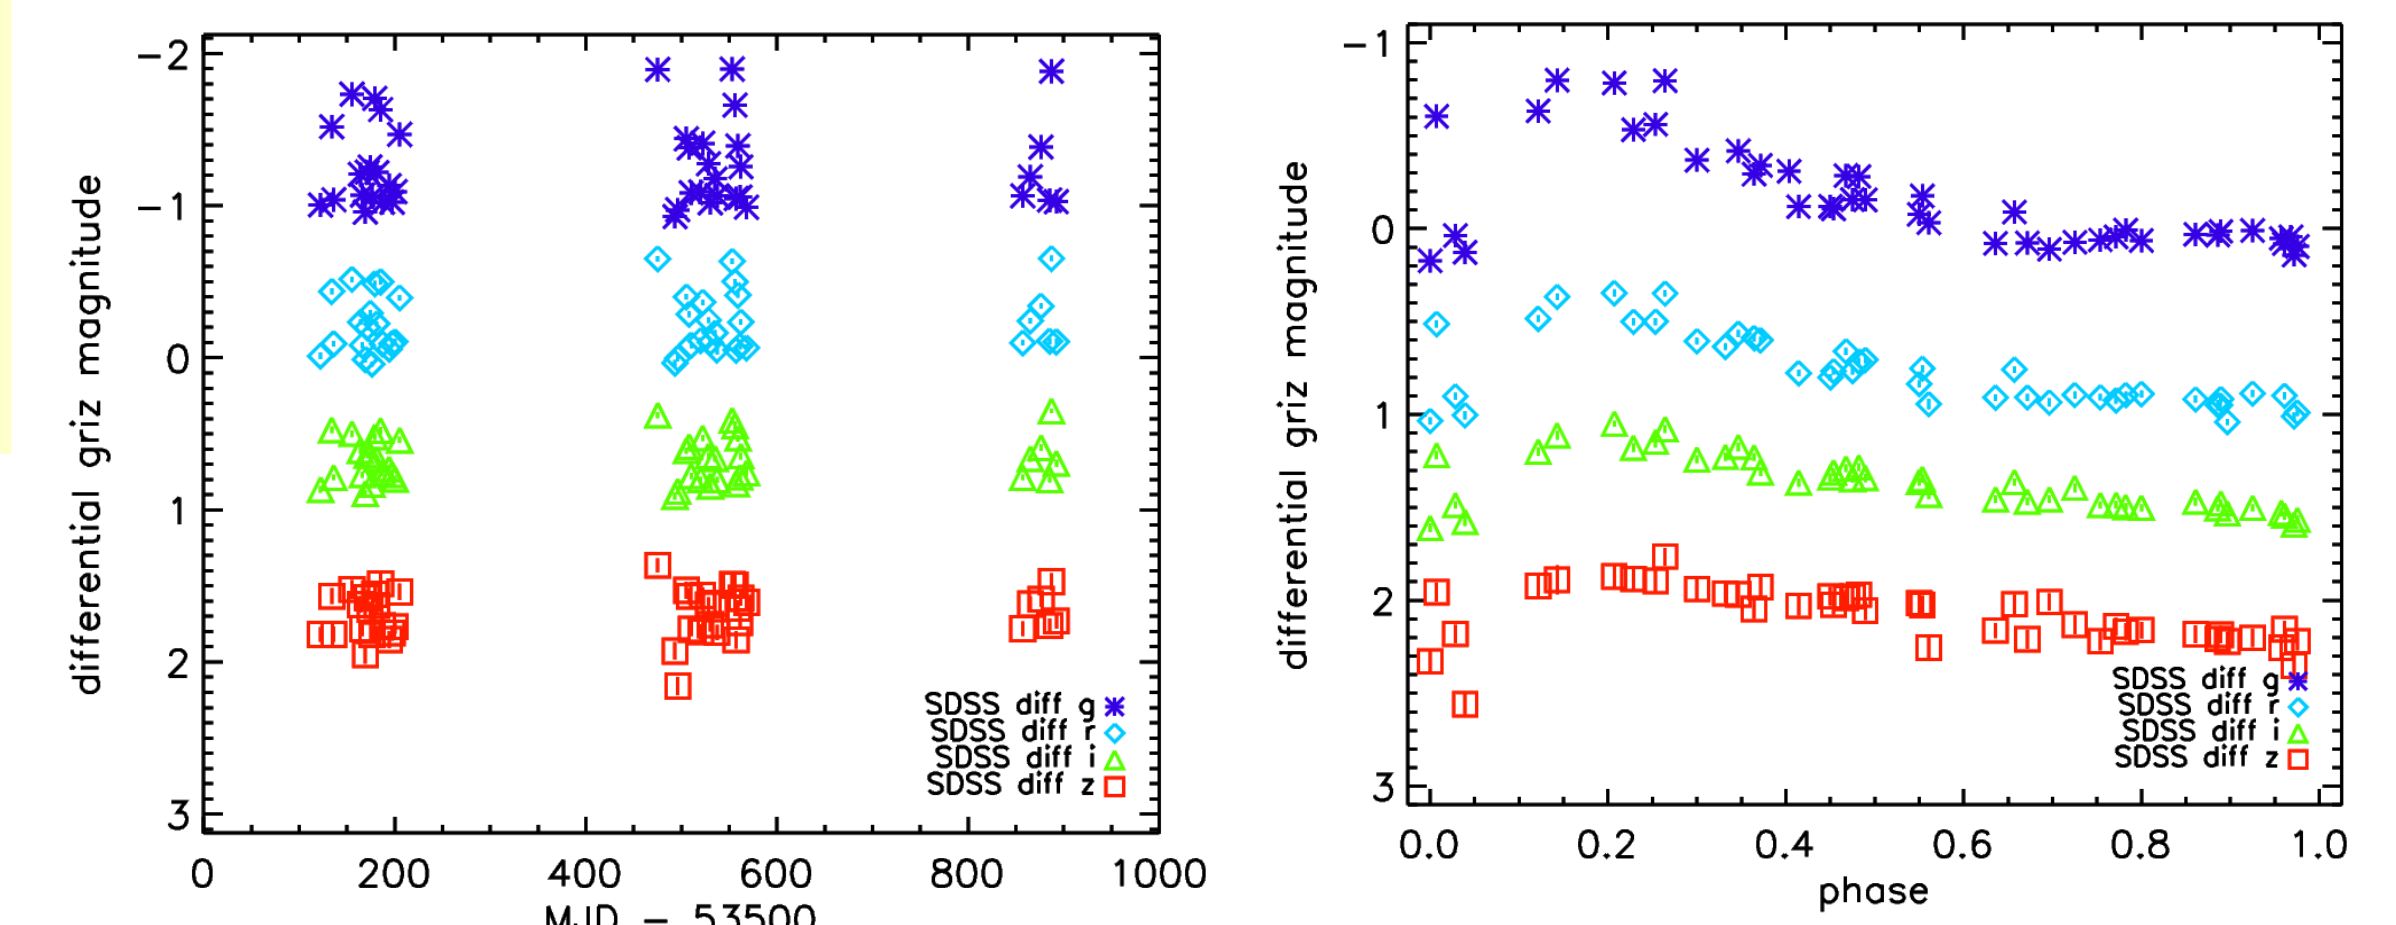 differential griz magnitude
−2
−1
0
1
2
3
SDSS diff g
SDSS diff r
SDSS diff i
SDSS diff z
0 200 400 600 800 1000
MJD − 53500
differential griz magnitude
−1
0
1
2
3
SDSS diff g
SDSS diff r
SDSS diff i
SDSS diff z
0.0 0.2 0.4 0.6 0.8 1.0
phase